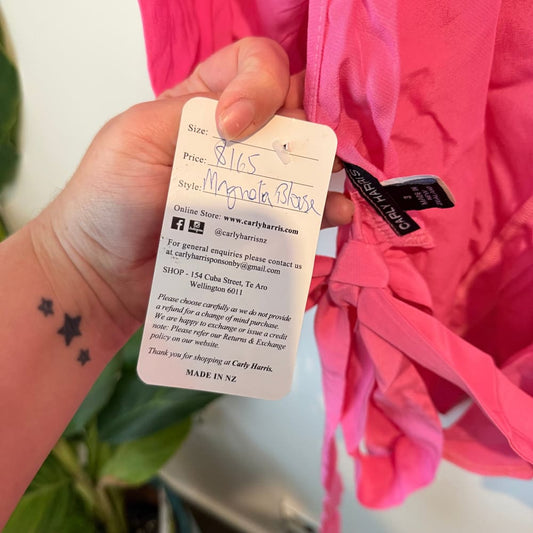 Size:
Price: $165
Style: Magnolia Blouse
Online Store: www.carlyharris.com
@carlyharrisnz
For general enquiries please contact us
at carlyharrisponsonby@gmail.com
SHOP - 154 Cuba Street, Te Aro
Wellington 6011
Please choose carefully as we do not provide
a refund for a change of mind purchase.
We are happy to exchange or issue a credit
note: Please refer our Returns & Exchange
policy on our website.
Thank you for shopping at Carly Harris.
MADE IN NZ
CARLY HARRIS
MADE IN